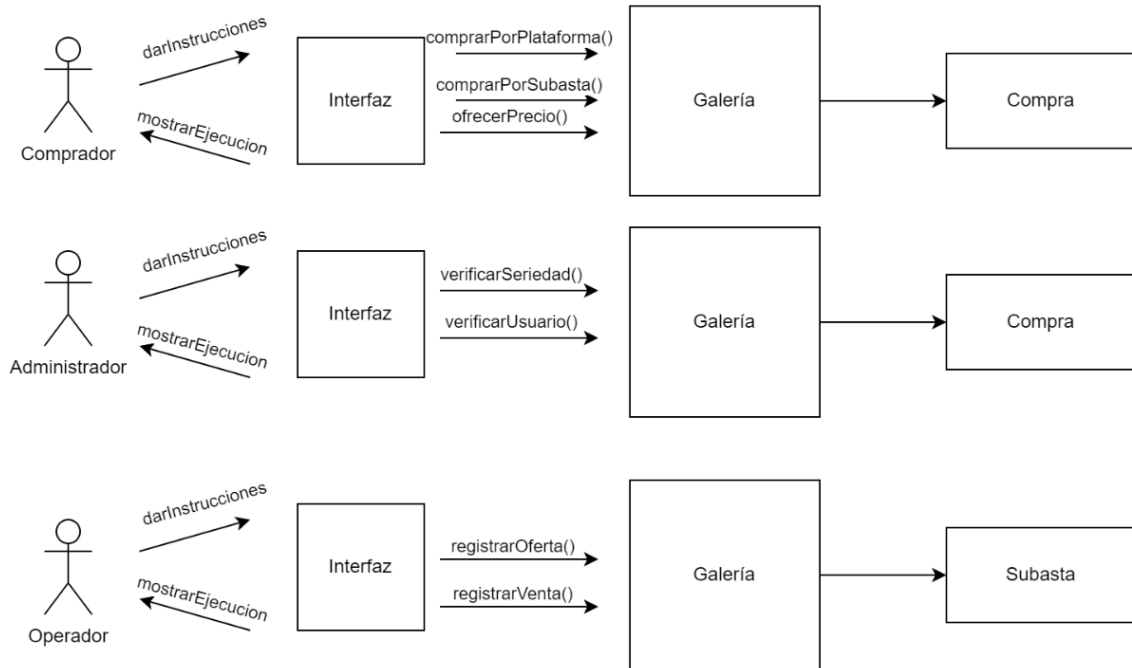 darInstrucciones
mostrarEjecucion
Comprador
Interfaz
comprarPorPlataforma()
comprarPorSubasta()
ofrecerPrecio()
Galería
Compra
darInstrucciones
mostrarEjecucion
Administrador
Interfaz
verificarSeriedad()
verificarUsuario()
Galería
Compra
darInstrucciones
mostrarEjecucion
Operador
Interfaz
registrarOferta()
registrarVenta()
Galería
Subasta